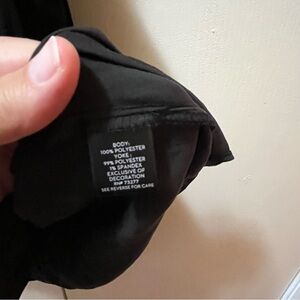 BODY:
100% POLYESTER
YOKE:
99% POLYESTER
1% SPANDEX
EXCLUSIVE OF
DECORATION
RN# 73277
SEE REVERSE FOR CARE